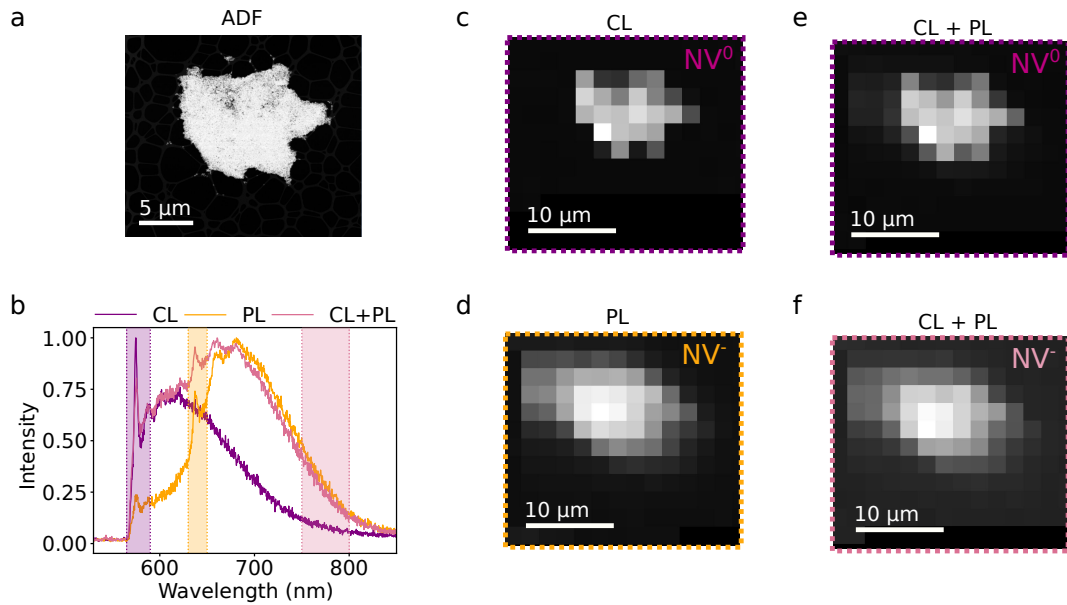 a
ADF
5 µm
b
CL
PL
CL+PL
1.00
0.75
0.50
0.25
0.00
Intensity
600
700
800
Wavelength (nm)
c
CL
NV⁰
10 µm
d
PL
NV⁻
10 µm
e
CL + PL
NV⁰
10 µm
f
CL + PL
NV⁻
10 µm